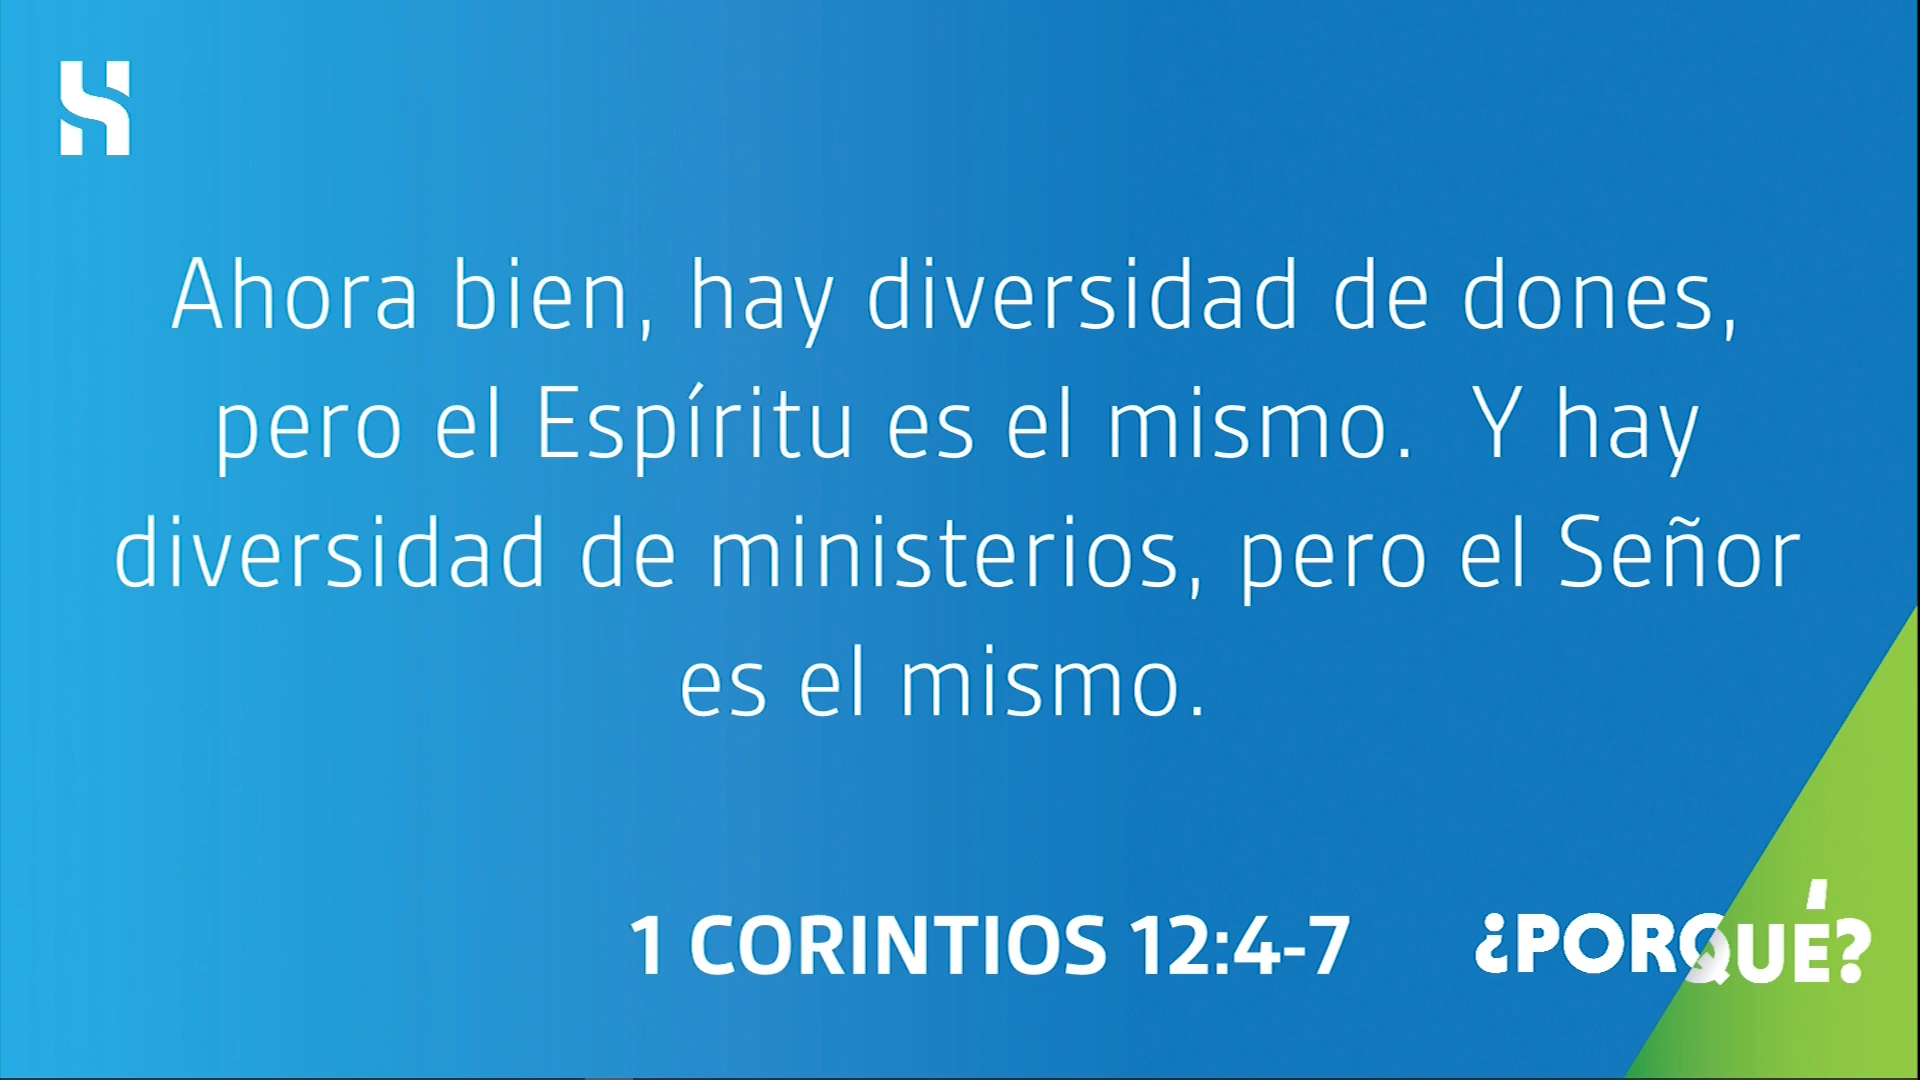 Ahora bien, hay diversidad de dones,
pero el Espíritu es el mismo.  Y hay
diversidad de ministerios, pero el Señor
es el mismo.
1 CORINTIOS 12:4-7
¿PORQUÉ?